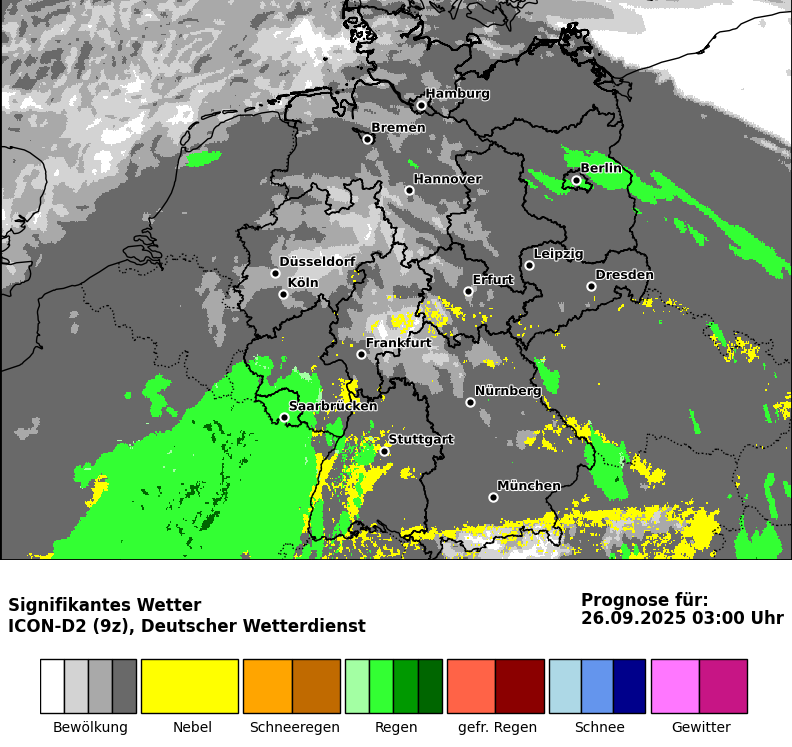 Hamburg
Bremen
Berlin
Hannover
Düsseldorf
Leipzig
Dresden
Köln
Erfurt
Frankfurt
Nürnberg
Saarbrücken
Stuttgart
München
Signifikantes Wetter
ICON-D2 (9z), Deutscher Wetterdienst
Prognose für:
26.09.2025 03:00 Uhr
Bewölkung
Nebel
Schneeregen
Regen
gefr. Regen
Schnee
Gewitter